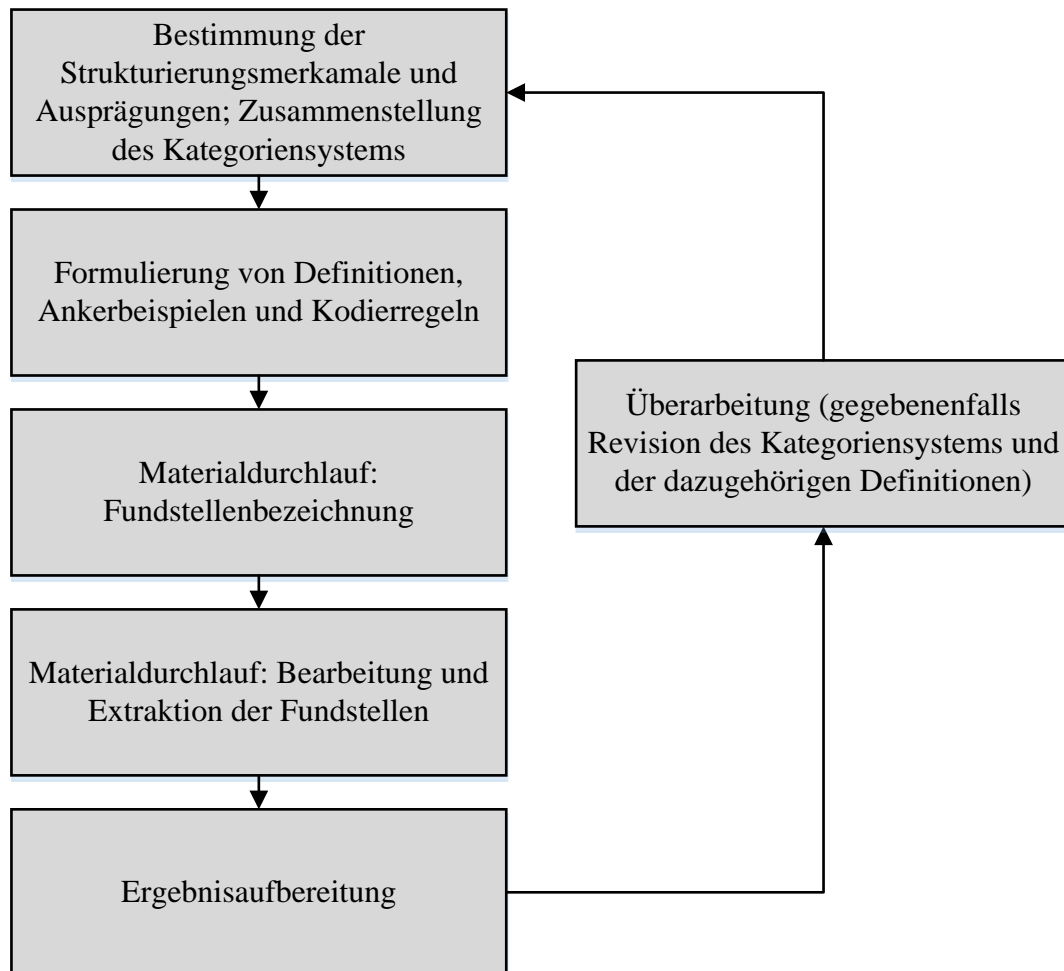 Bestimmung der
Strukturierungsmerkamale und
Ausprägungen; Zusammenstellung
des Kategoriensystems
Formulierung von Definitionen,
Ankerbeispielen und Kodierregeln
Materialdurchlauf:
Fundstellenbezeichnung
Materialdurchlauf: Bearbeitung und
Extraktion der Fundstellen
Ergebnisaufbereitung
Überarbeitung (gegebenenfalls
Revision des Kategoriensystems und
der dazugehörigen Definitionen)